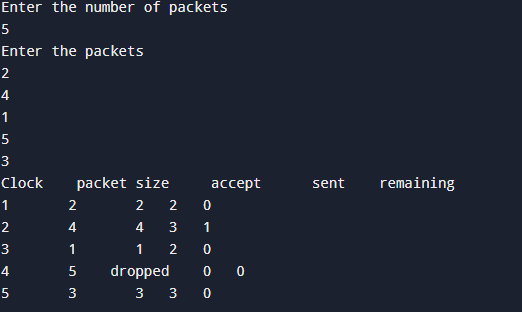 Enter the number of packets
5
Enter the packets
2
4
1
5
3
Clock packet size accept sent remaining
1 2 2 2 0
2 4 4 3 1
3 1 1 2 0
4 5 dropped 0 0
5 3 3 3 0